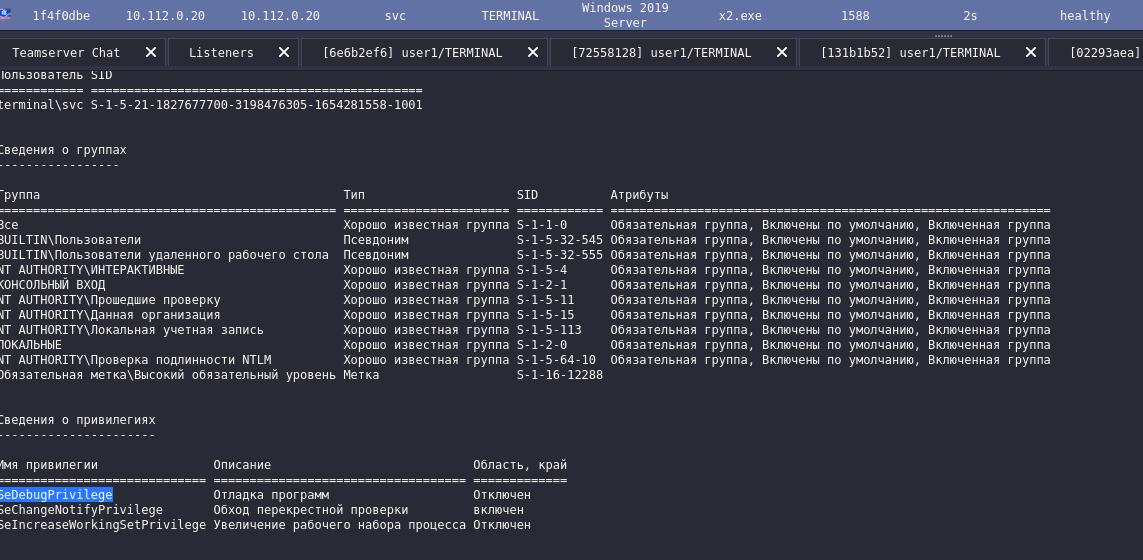 1f4f0dbe 10.112.0.20 10.112.0.20 svc TERMINAL Windows 2019 Server x2.exe 1588 2s healthy
Teamserver Chat Listeners [6e6b2ef6] user1/TERMINAL [72558128] user1/TERMINAL [131b1b52] user1/TERMINAL [02293aea]
Пользователь SID
============ ==============================================
terminal\svc S-1-5-21-1827677700-3198476305-1654281558-1001
Сведения о группах
-----------------
Группа Тип SID Атрибуты
=============================================== ======================= ============ =============================================================
Все Хорошо известная группа S-1-1-0 Обязательная группа, Включены по умолчанию, Включенная группа
BUILTIN\Пользователи Псевдоним S-1-5-32-545 Обязательная группа, Включены по умолчанию, Включенная группа
BUILTIN\Пользователи удаленного рабочего стола Псевдоним S-1-5-32-555 Обязательная группа, Включены по умолчанию, Включенная группа
NT AUTHORITY\ИНТЕРАКТИВНЫЕ Хорошо известная группа S-1-5-4 Обязательная группа, Включены по умолчанию, Включенная группа
КОНСОЛЬНЫЙ ВХОД Хорошо известная группа S-1-2-1 Обязательная группа, Включены по умолчанию, Включенная группа
NT AUTHORITY\Прошедшие проверку Хорошо известная группа S-1-5-11 Обязательная группа, Включены по умолчанию, Включенная группа
NT AUTHORITY\Данная организация Хорошо известная группа S-1-5-15 Обязательная группа, Включены по умолчанию, Включенная группа
NT AUTHORITY\Локальная учетная запись Хорошо известная группа S-1-5-113 Обязательная группа, Включены по умолчанию, Включенная группа
ЛОКАЛЬНЫЕ Хорошо известная группа S-1-2-0 Обязательная группа, Включены по умолчанию, Включенная группа
NT AUTHORITY\Проверка подлинности NTLM Хорошо известная группа S-1-5-64-10 Обязательная группа, Включены по умолчанию, Включенная группа
Обязательная метка\Высокий обязательный уровень Метка S-1-16-12288
Сведения о привилегиях
----------------------
Имя привилегии Описание Область, край
============================= =================================== =============
SeDebugPrivilege Отладка программ Отключен
SeChangeNotifyPrivilege Обход перекрестной проверки включен
SeIncreaseWorkingSetPrivilege Увеличение рабочего набора процесса Отключен